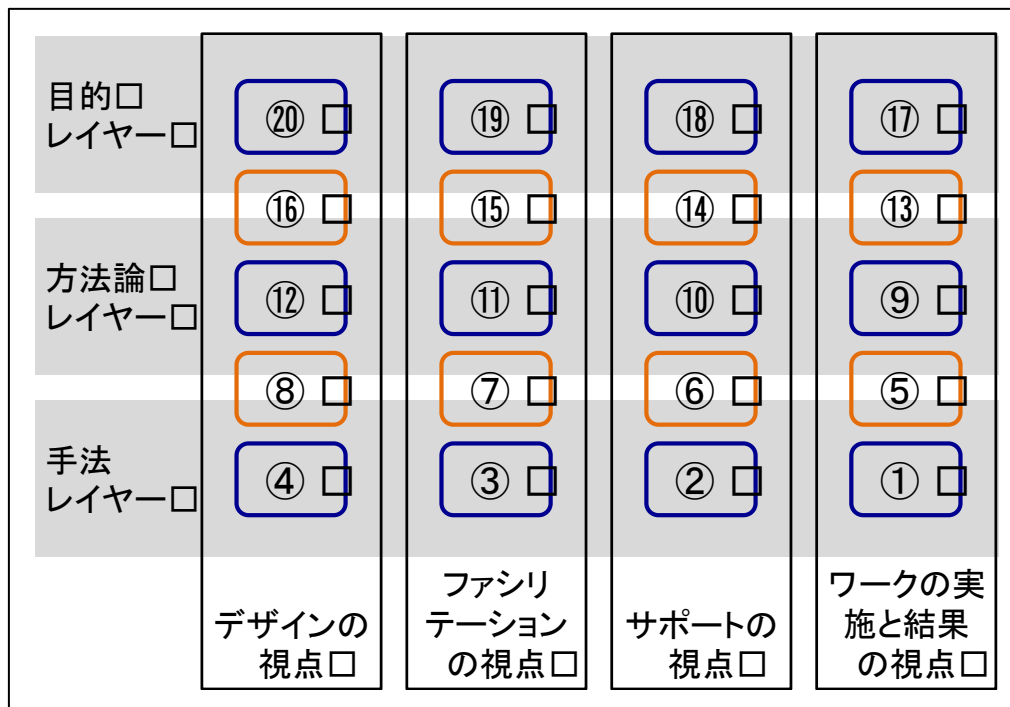 目的□
レイヤー□
⑳ □
⑲ □
⑱ □
⑰ □
⑯ □
⑮ □
⑭ □
⑬ □
方法論□
レイヤー□
⑫ □
⑪ □
⑩ □
⑨ □
⑧ □
⑦ □
⑥ □
⑤ □
手法
レイヤー□
④ □
③ □
② □
① □
デザインの
視点□
ファシリ
テーション
の視点□
サポートの
視点□
ワークの実
施と結果
の視点□